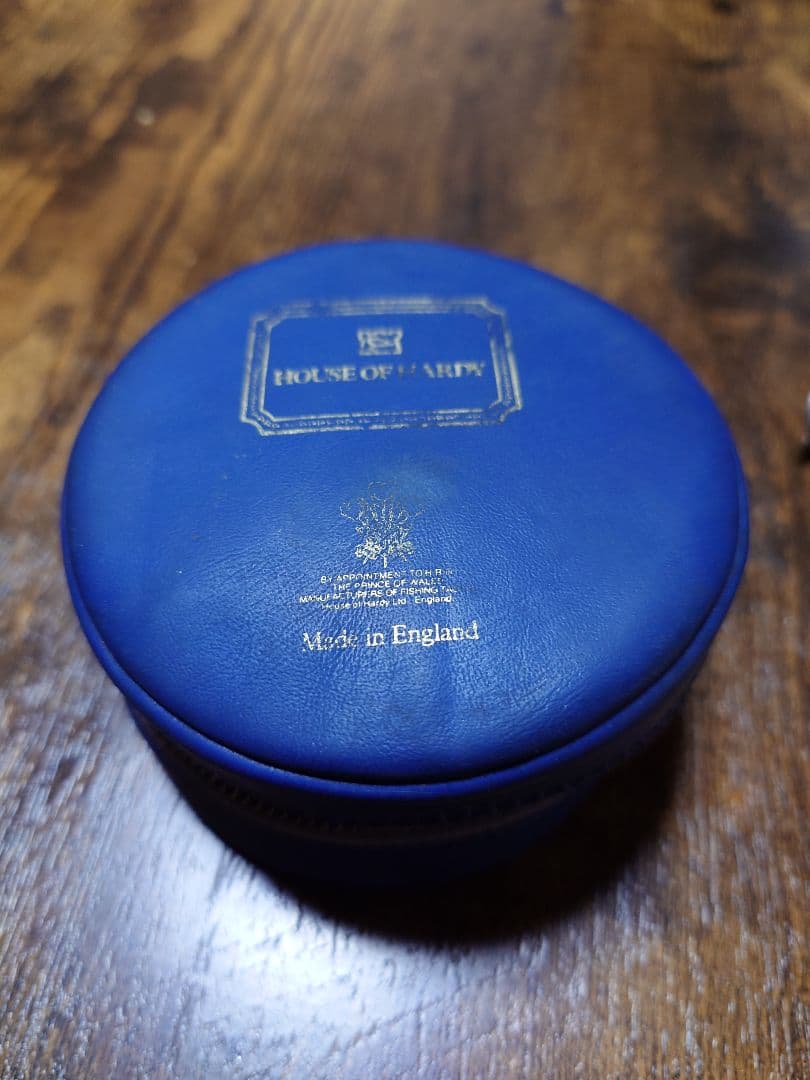 HOUSE OF HARDY
BY APPOINTMENT TO H.R.H.
THE PRINCE OF WALES
MANUFACTURERS OF FISHING
House of Hardy Ltd. England.
Made in England